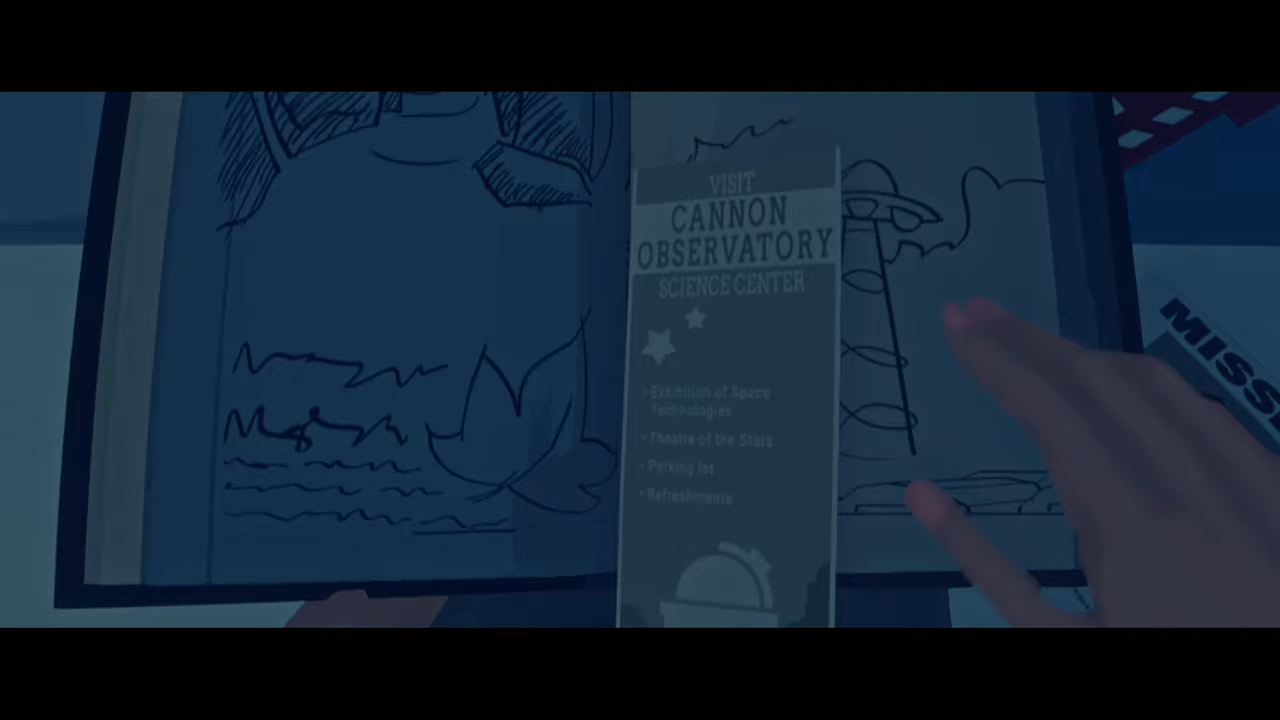 VISIT
CANNON
OBSERVATORY
SCIENCE CENTER
• Exhibition of Space
Technologies
• Theatre of the Stars
• Parking lot
• Refreshments
MISS